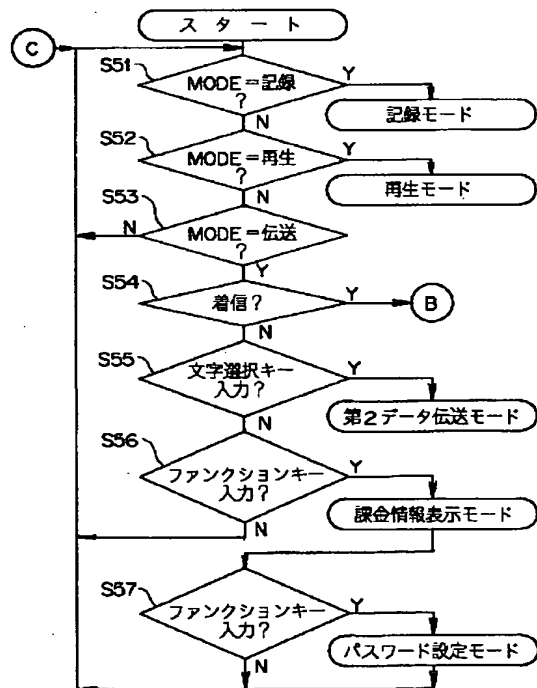 スタート
C
S51
MODE=記録
?
Y
記録モード
N
S52
MODE=再生
?
Y
再生モード
N
S53
N
MODE=伝送
?
Y
S54
着信?
Y
B
N
S55
文字選択キー
入力?
Y
第2データ伝送モード
N
S56
ファンクションキー
入力?
Y
課金情報表示モード
N
S57
ファンクションキー
入力?
Y
パスワード設定モード
N